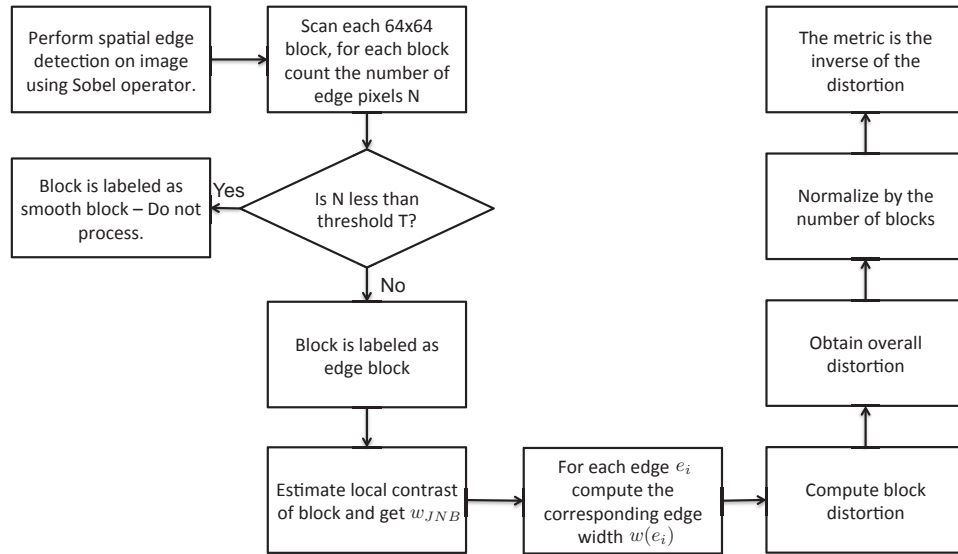 Perform spatial edge
detection on image
using Sobel operator.
Scan each 64x64
block, for each block
count the number of
edge pixels N
Is N less than
threshold T?
Yes
Block is labeled as
smooth block – Do not
process.
No
Block is labeled as
edge block
Estimate local contrast
of block and get w_{JNB}
For each edge e_i
compute the
corresponding edge
width w(e_i)
Compute block
distortion
Obtain overall
distortion
Normalize by the
number of blocks
The metric is the
inverse of the
distortion